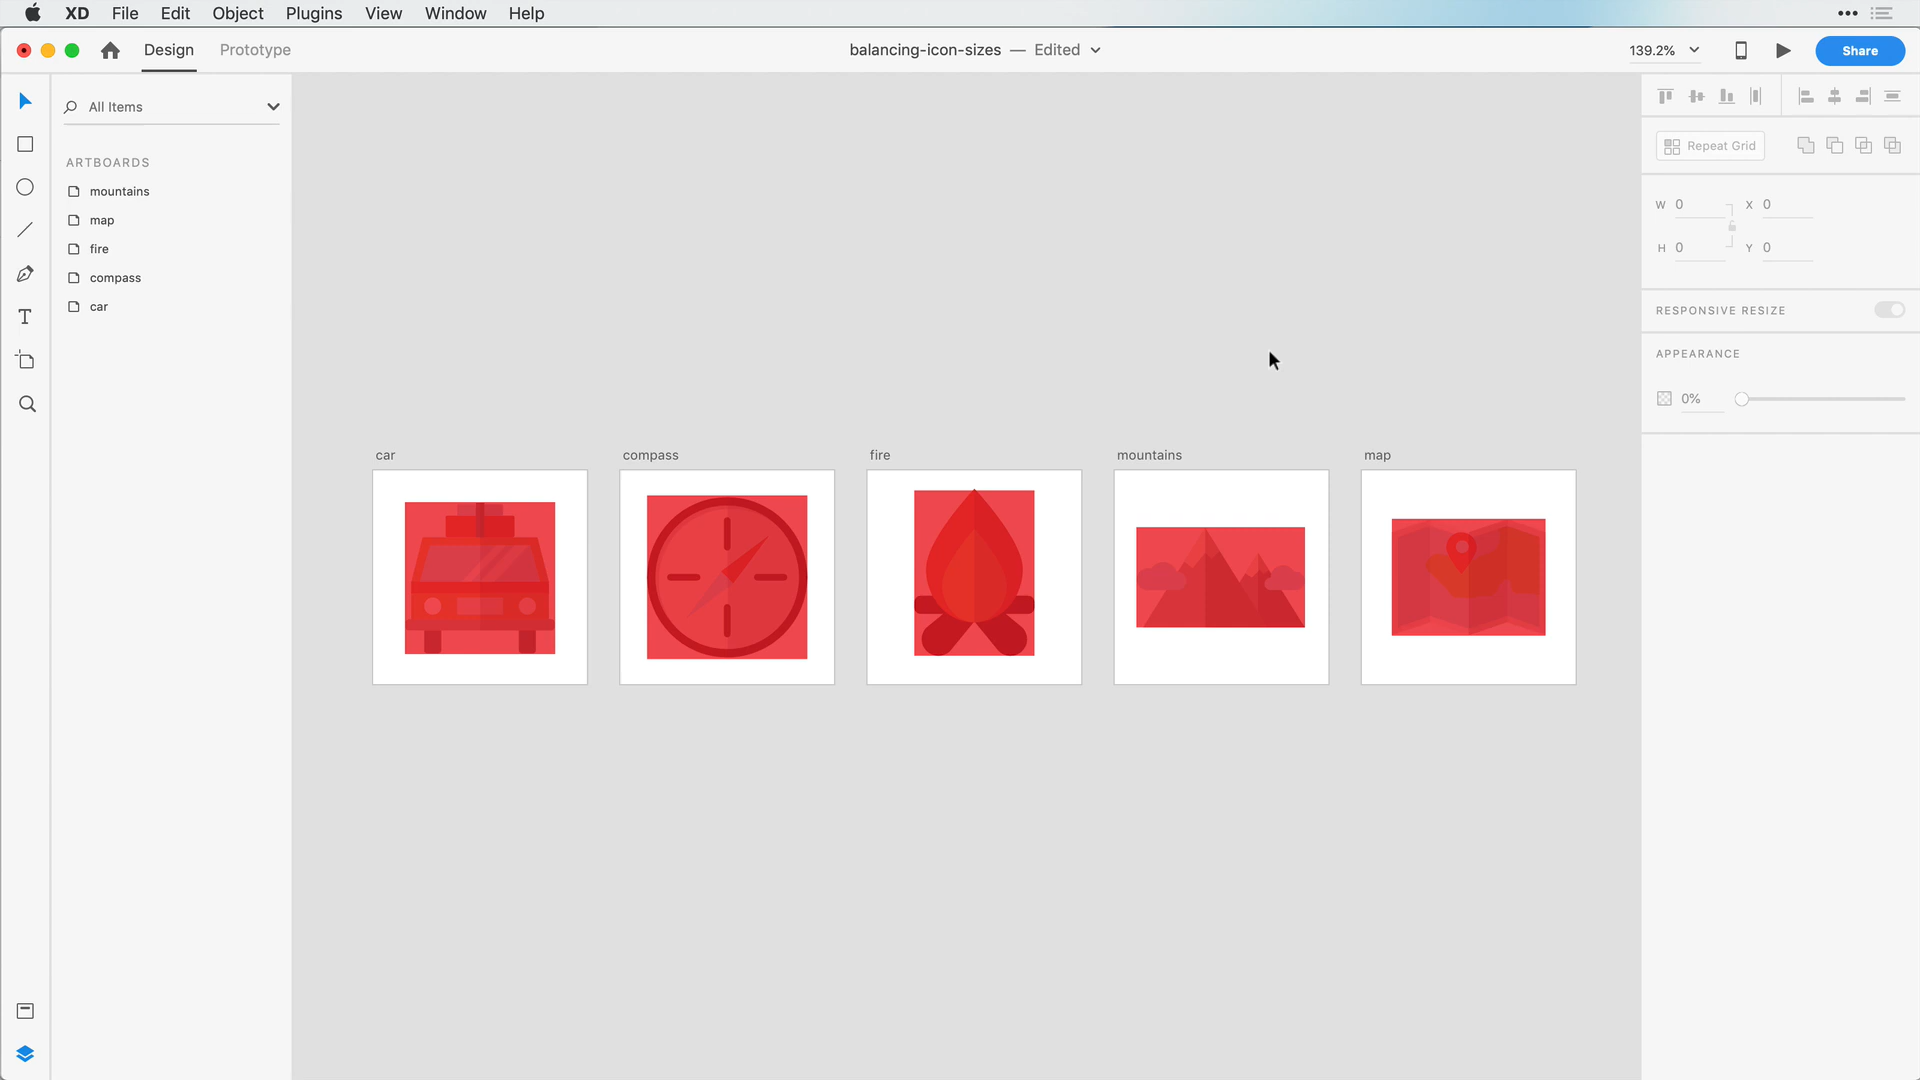 XD File Edit Object Plugins View Window Help
Design Prototype
balancing-icon-sizes — Edited
139.2%
Share
All Items
ARTBOARDS
mountains
map
fire
compass
car
car
compass
fire
mountains
map
Repeat Grid
W 0 X 0
H 0 Y 0
RESPONSIVE RESIZE
APPEARANCE
0%